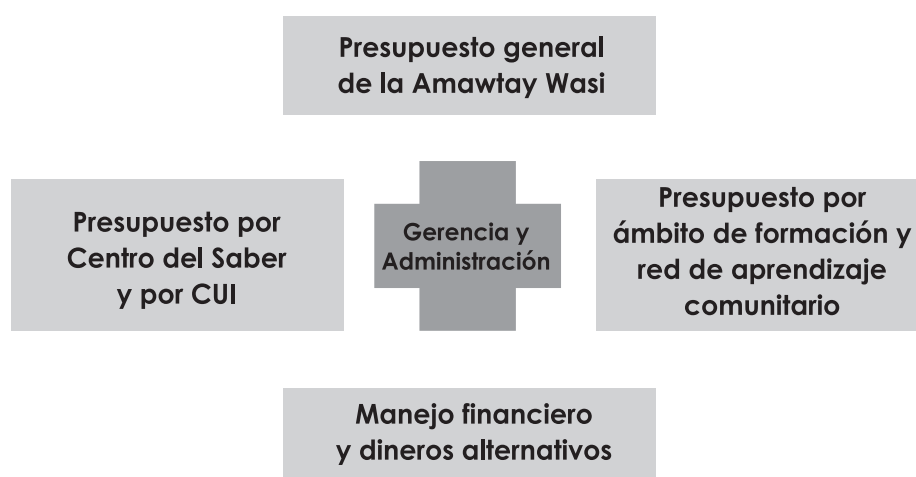 Presupuesto general
de la Amawtay Wasi
Presupuesto por
Centro del Saber
y por CUI
Gerencia y
Administración
Presupuesto por
ámbito de formación y
red de aprendizaje
comunitario
Manejo financiero
y dineros alternativos